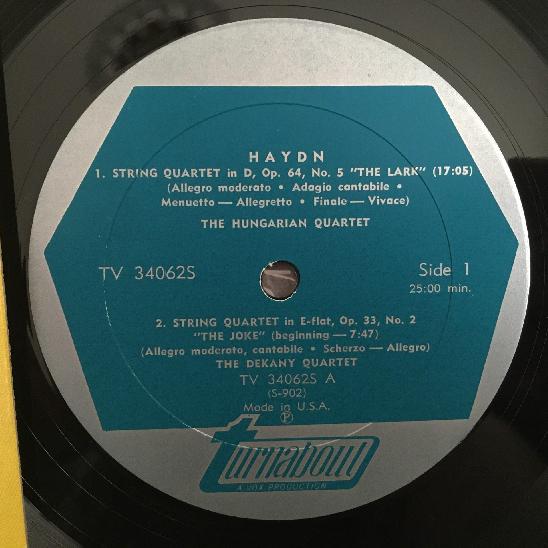 HAYDN
1. STRING QUARTET in D, Op. 64, No. 5 "THE LARK" (17:05)
(Allegro moderato • Adagio cantabile •
Menuetto — Allegretto • Finale — Vivace)
THE HUNGARIAN QUARTET
TV 34062S
Side 1
25:00 min.
2. STRING QUARTET in E-flat, Op. 33, No. 2
"THE JOKE" (beginning — 7:47)
(Allegro moderato, cantabile • Scherzo — Allegro)
THE DEKANY QUARTET
TV 34062S A
(S-902)
Made in U.S.A.
℗
turnabout
A VOX PRODUCTION